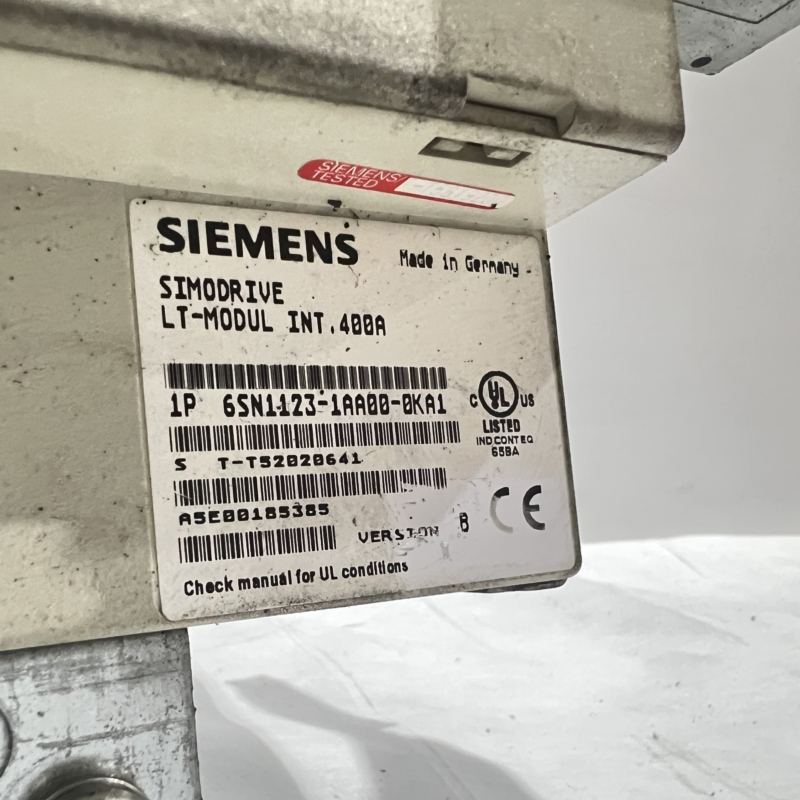 SIEMENS
TESTED
SIEMENS
Made in Germany
SIMODRIVE
LT-MODUL INT.400A
1P 6SN1123-1AA00-0KA1
C UL US
LISTED
IND CONT EQ
65BA
S T-T52020641
A5E00185385
VERSION B
CE
Check manual for UL conditions